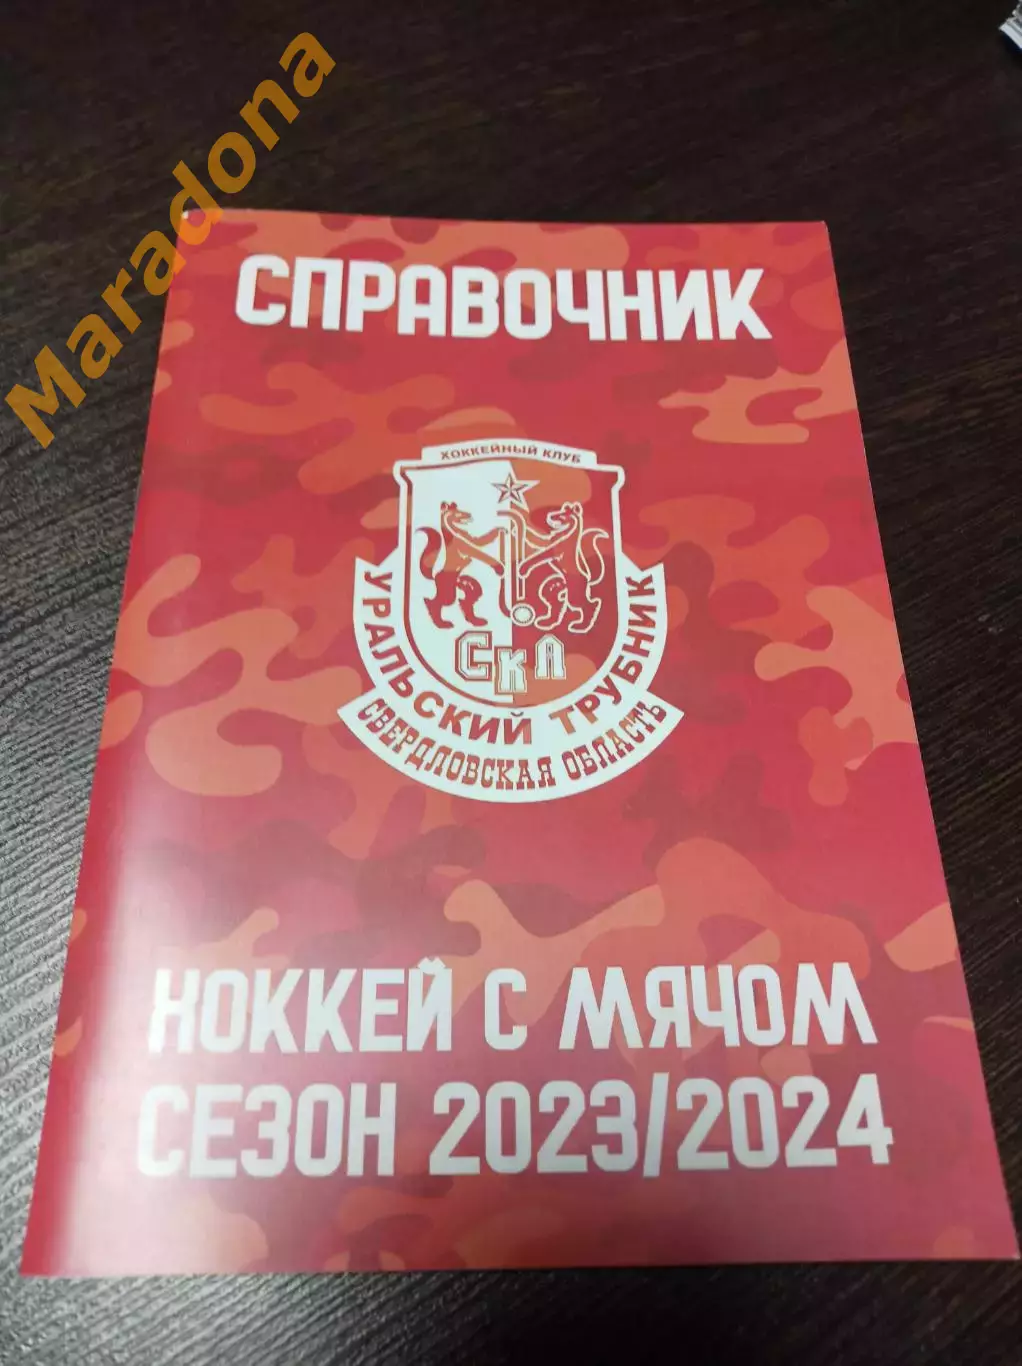 Maradona
СПРАВОЧНИК
ХОККЕЙНЫЙ КЛУБ
СКА
УРАЛЬСКИЙ ТРУБНИК
СВЕРДЛОВСКАЯ ОБЛАСТЬ
ХОККЕЙ С МЯЧОМ
СЕЗОН 2023/2024